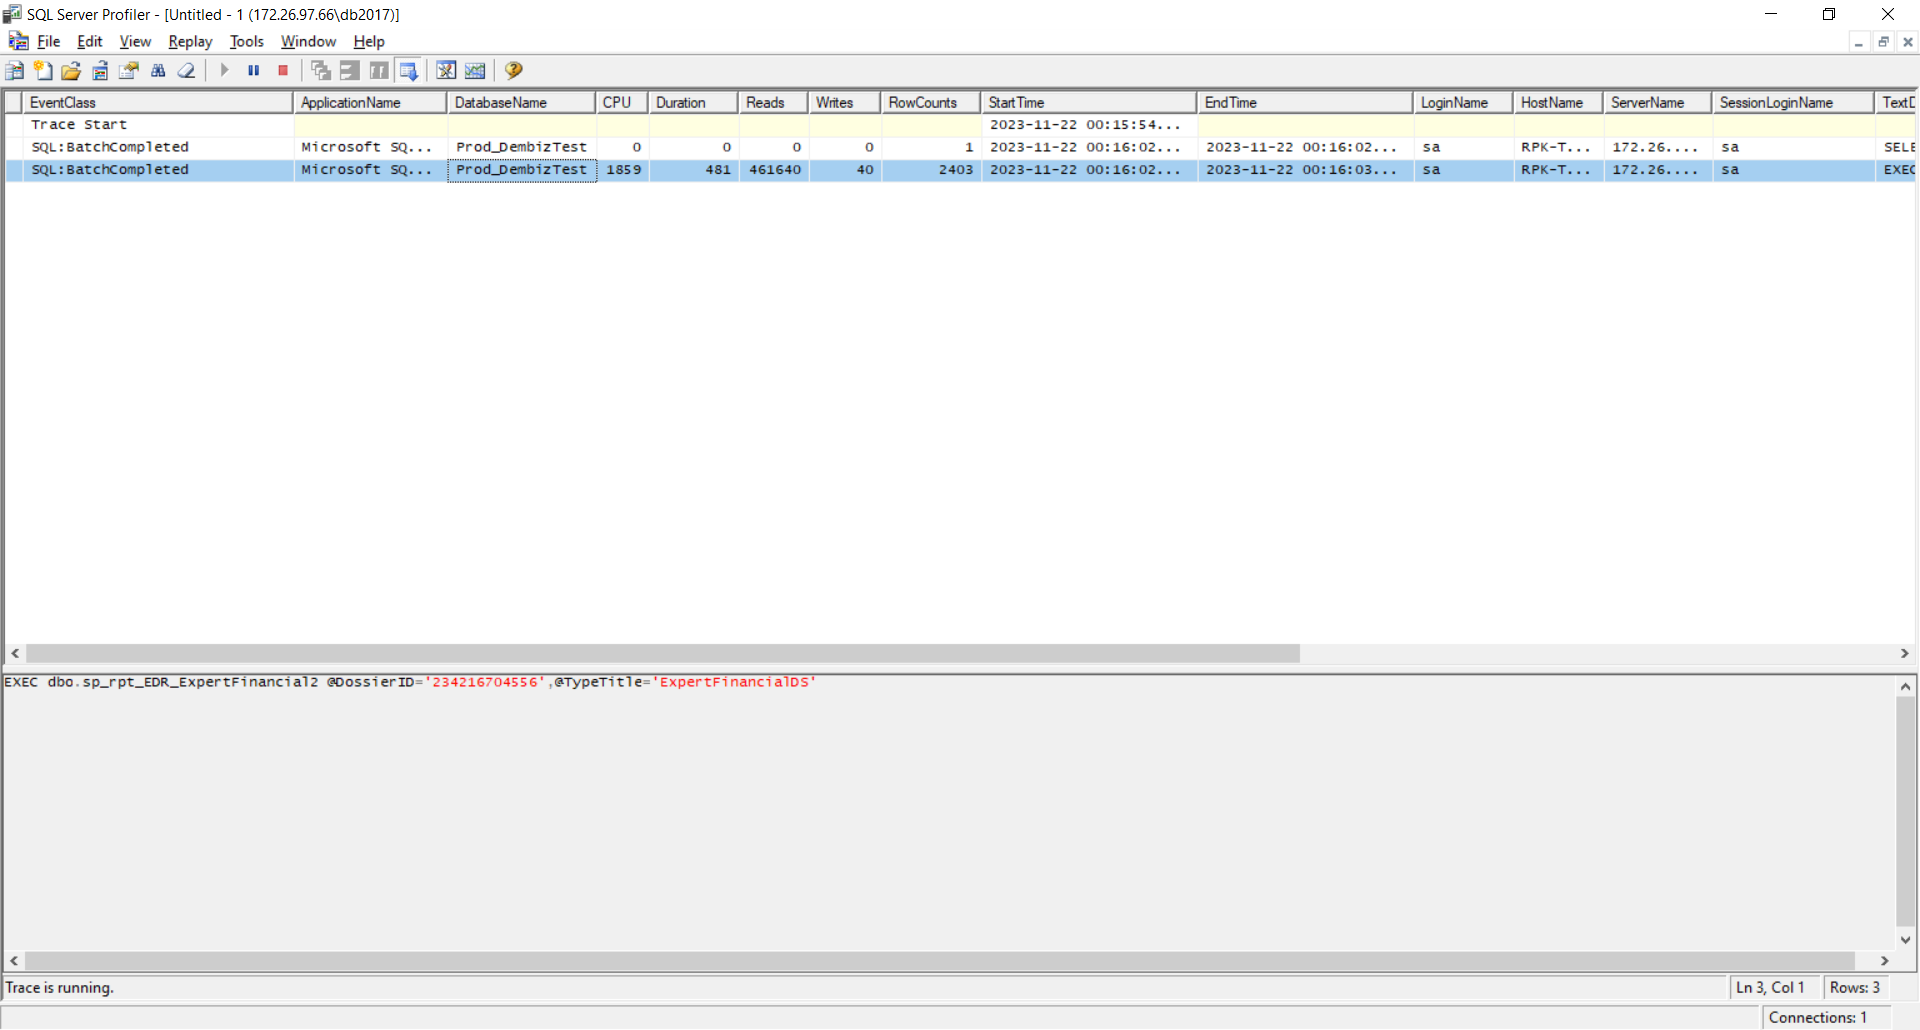 SQL Server Profiler - [Untitled - 1 (172.26.97.66\db2017)]
File Edit View Replay Tools Window Help
EventClass ApplicationName DatabaseName CPU Duration Reads Writes RowCounts StartTime EndTime LoginName HostName ServerName SessionLoginName TextD
Trace Start 2023-11-22 00:15:54...
SQL:BatchCompleted Microsoft SQ... Prod_DembizTest 0 0 0 0 1 2023-11-22 00:16:02... 2023-11-22 00:16:02... sa RPK-T... 172.26.... sa SELE
SQL:BatchCompleted Microsoft SQ... Prod_DembizTest 1859 481 461640 40 2403 2023-11-22 00:16:02... 2023-11-22 00:16:03... sa RPK-T... 172.26.... sa EXEC
EXEC dbo.sp_rpt_EDR_ExpertFinancial2 @DossierID='234216704556',@TypeTitle='ExpertFinancialDS'
Trace is running. Ln 3, Col 1 Rows: 3
Connections: 1